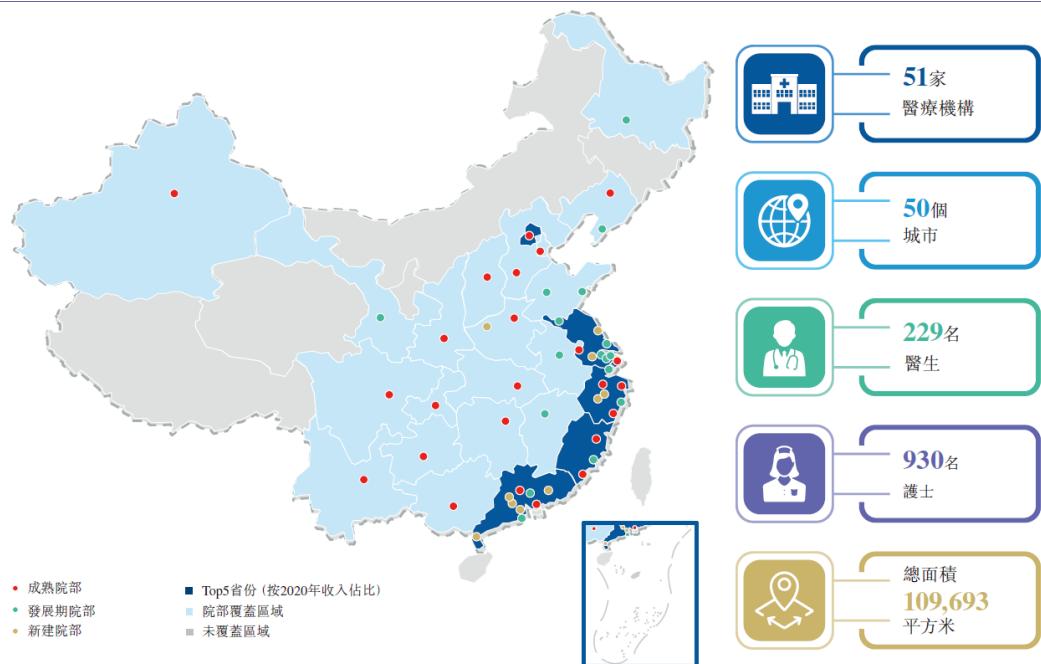 51家
醫療機構
50個
城市
229名
醫生
930名
護士
總面積
109,693
平方米
成熟院部
發展期院部
新建院部
Top5省份 (按2020年收入佔比)
院部覆蓋區域
未覆蓋區域